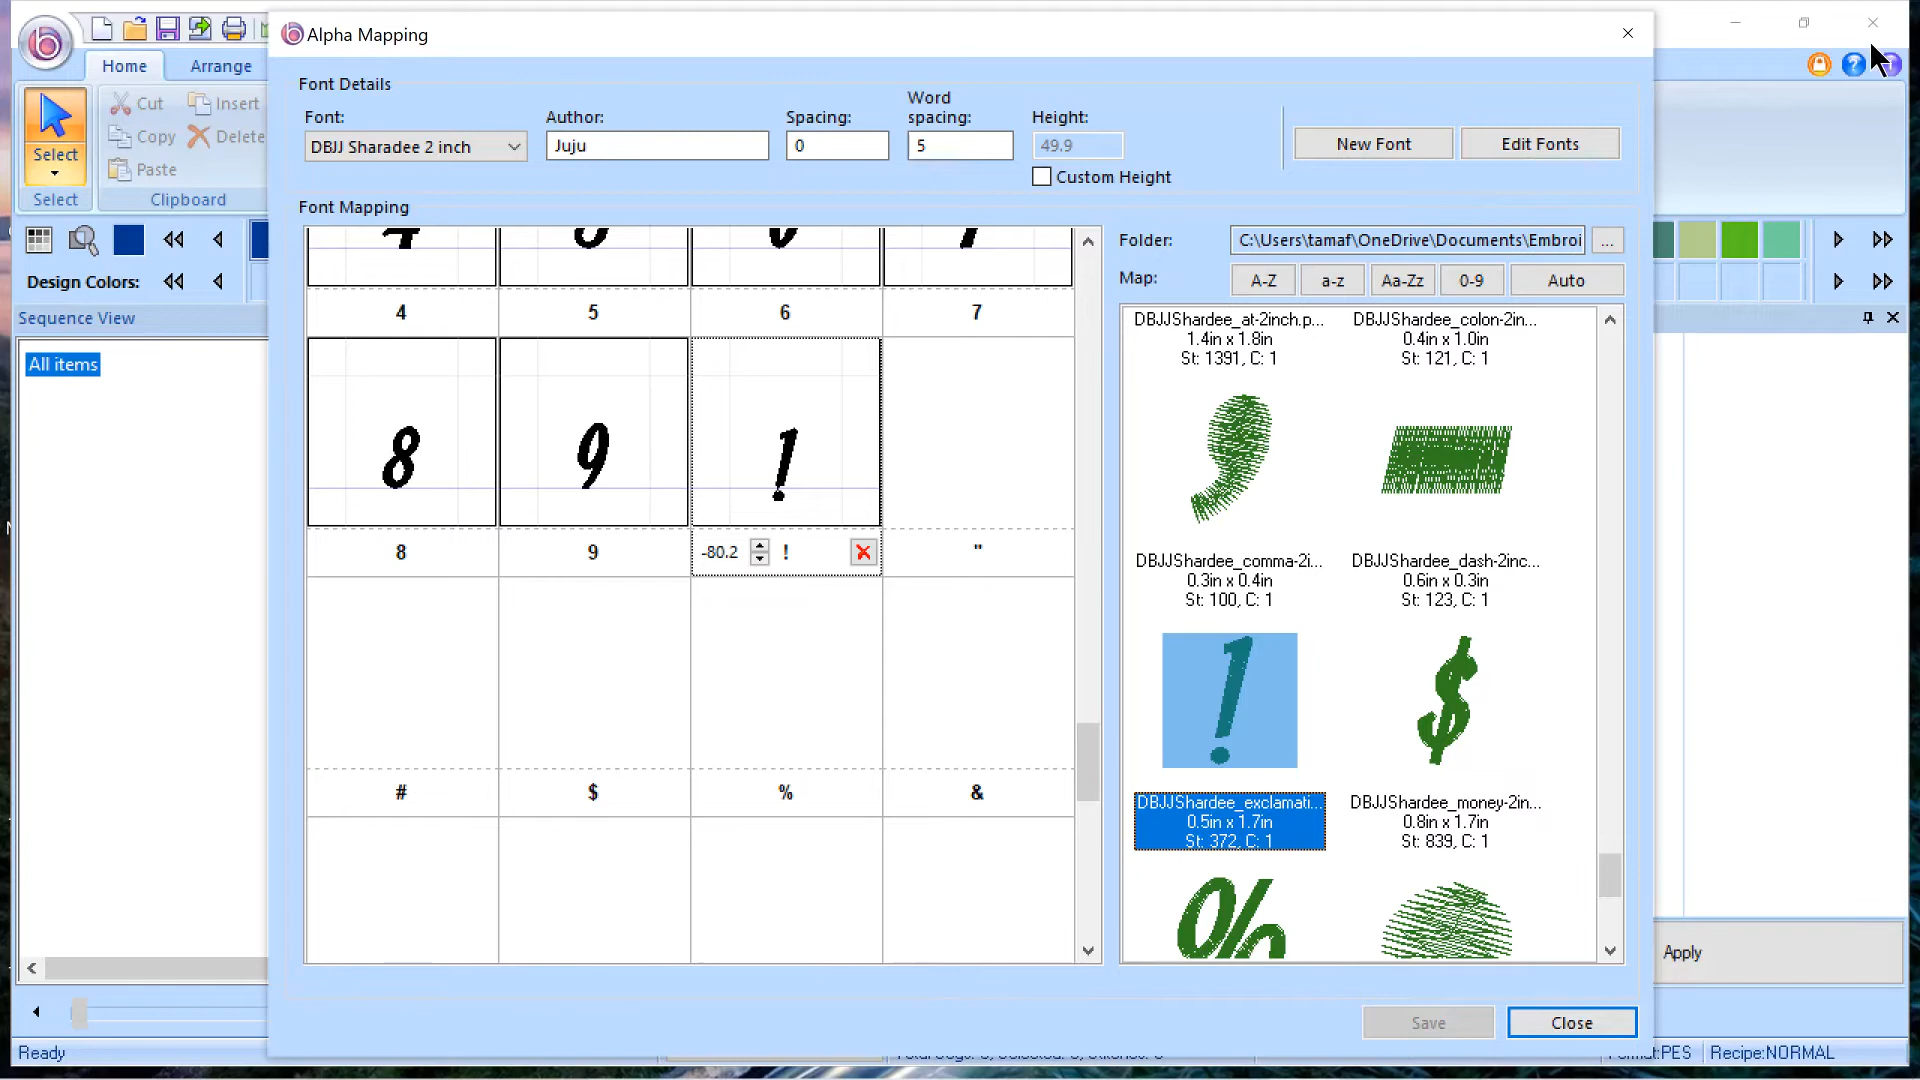 Alpha Mapping
Home
Arrange
Select
Select
Cut
Copy
Paste
Insert
Delete
Clipboard
Design Colors:
Sequence View
All items
Font Details
Font:
DBJJ Sharadee 2 inch
Author:
Juju
Spacing:
0
Word
spacing:
5
Height:
49.9
Custom Height
New Font
Edit Fonts
Font Mapping
4 5 6 7
8 9 !
8 9 -80.2 ! "
# $ % &
Folder:
C:\Users\tamaf\OneDrive\Documents\Embroi
...
Map:
A-Z
a-z
Aa-Zz
0-9
Auto
DBJJShardee_at-2inch.p...
1.4in x 1.8in
St: 1391, C: 1
DBJJShardee_colon-2in...
0.4in x 1.0in
St: 121, C: 1
DBJJShardee_comma-2i...
0.3in x 0.4in
St: 100, C: 1
DBJJShardee_dash-2inc...
0.6in x 0.3in
St: 123, C: 1
! $
DBJJShardee_exclamati...
0.5in x 1.7in
St: 372, C: 1
DBJJShardee_money-2in...
0.8in x 1.7in
St: 839, C: 1
%
Apply
Save
Close
Ready
Format:PES
Recipe:NORMAL